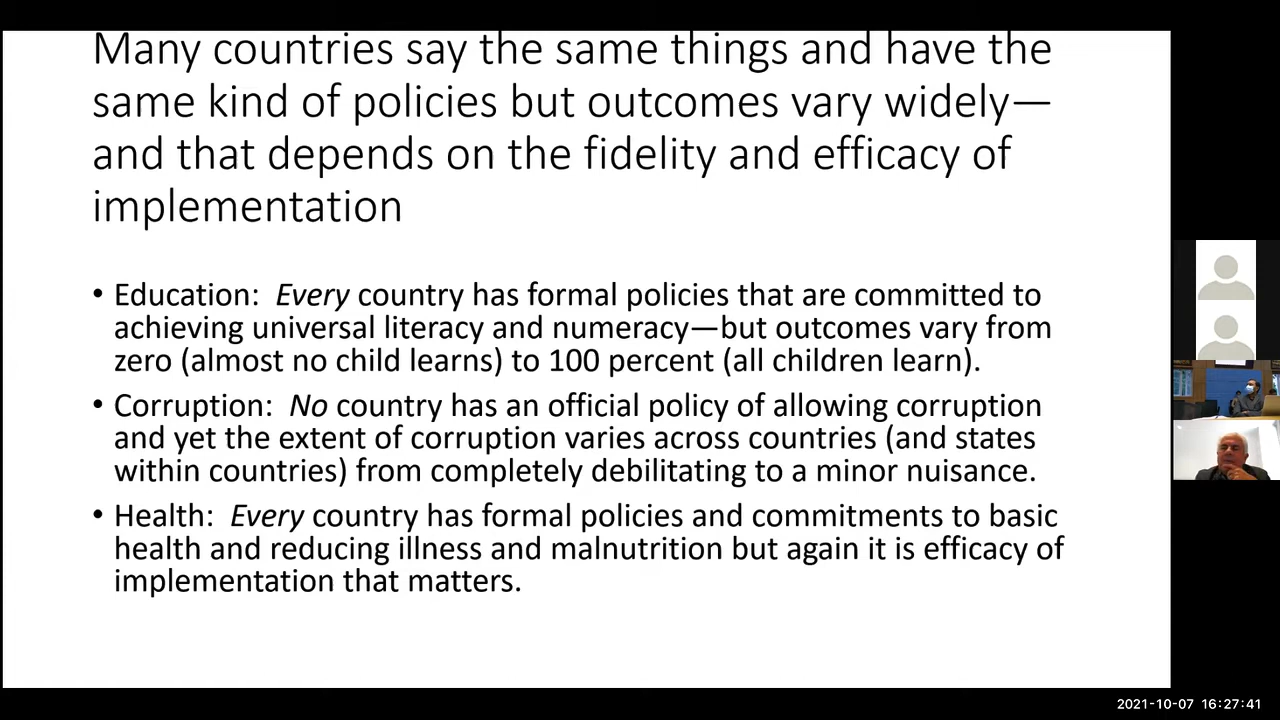 Many countries say the same things and have the
same kind of policies but outcomes vary widely—
and that depends on the fidelity and efficacy of
implementation
• Education:  Every country has formal policies that are committed to
achieving universal literacy and numeracy—but outcomes vary from
zero (almost no child learns) to 100 percent (all children learn).
• Corruption:  No country has an official policy of allowing corruption
and yet the extent of corruption varies across countries (and states
within countries) from completely debilitating to a minor nuisance.
• Health:  Every country has formal policies and commitments to basic
health and reducing illness and malnutrition but again it is efficacy of
implementation that matters.
2021-10-07 16:27:41